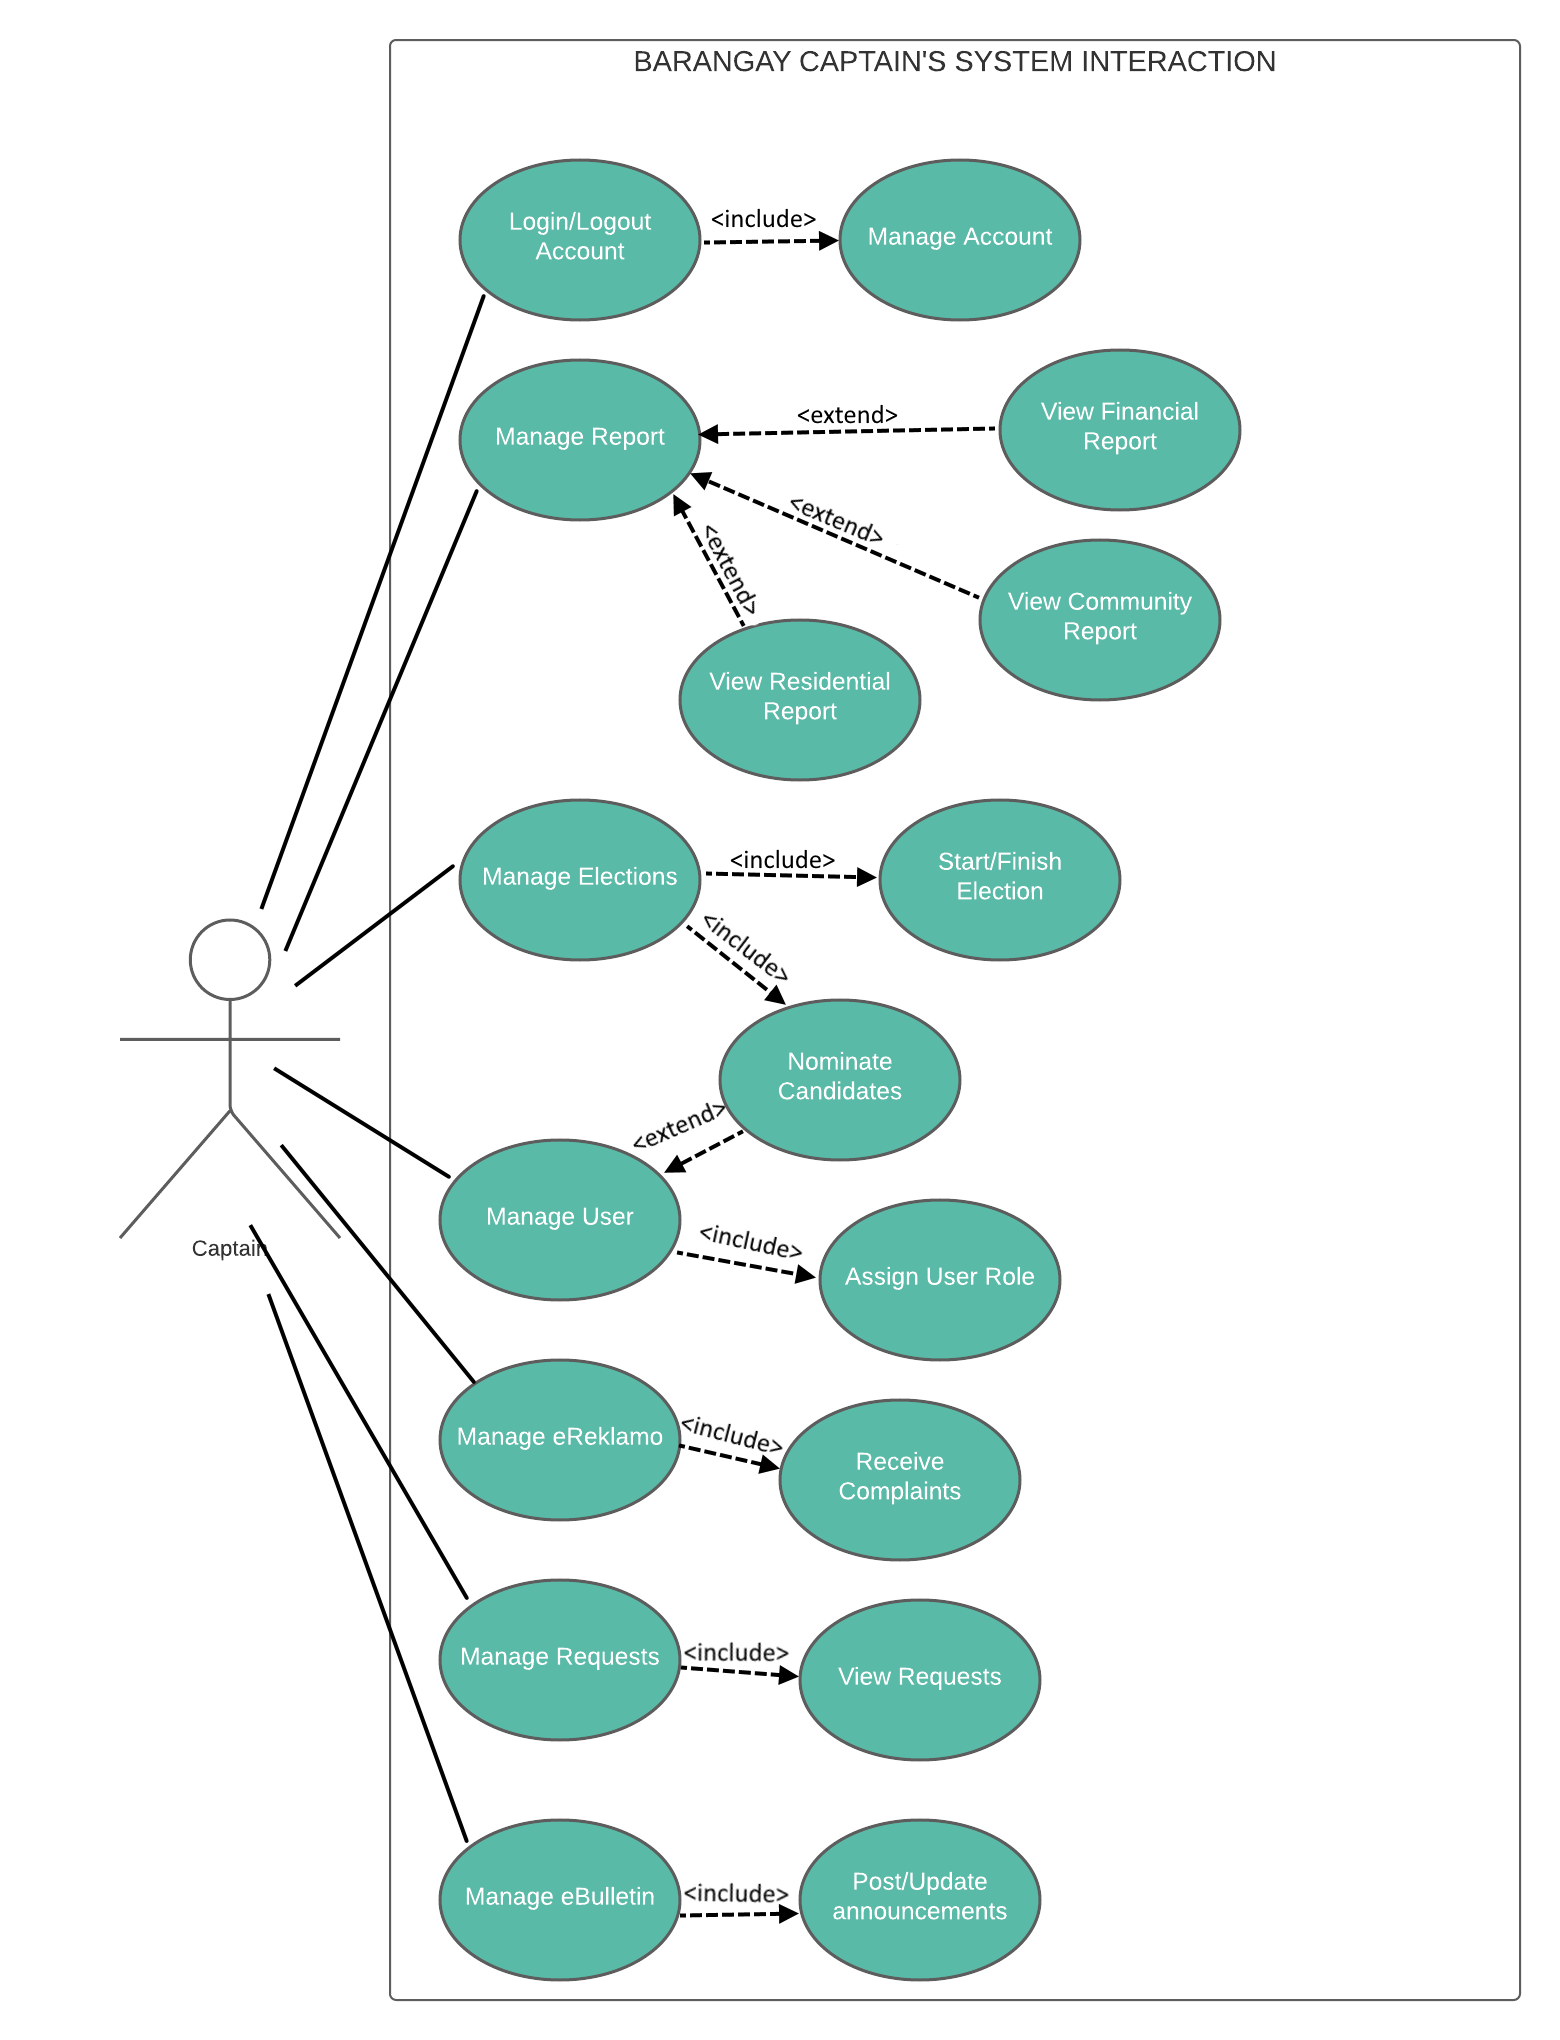 BARANGAY CAPTAIN'S SYSTEM INTERACTION
Login/Logout
Account
<include>
Manage Account
Manage Report
<extend>
View Financial
Report
<extend>
View Community
Report
<extend>
View Residential
Report
Manage Elections
<include>
Start/Finish
Election
<include>
Nominate
Candidates
<extend>
Captain
Manage User
<include>
Assign User Role
Manage eReklamo
<include>
Receive
Complaints
Manage Requests
<include>
View Requests
Manage eBulletin
<include>
Post/Update
announcements